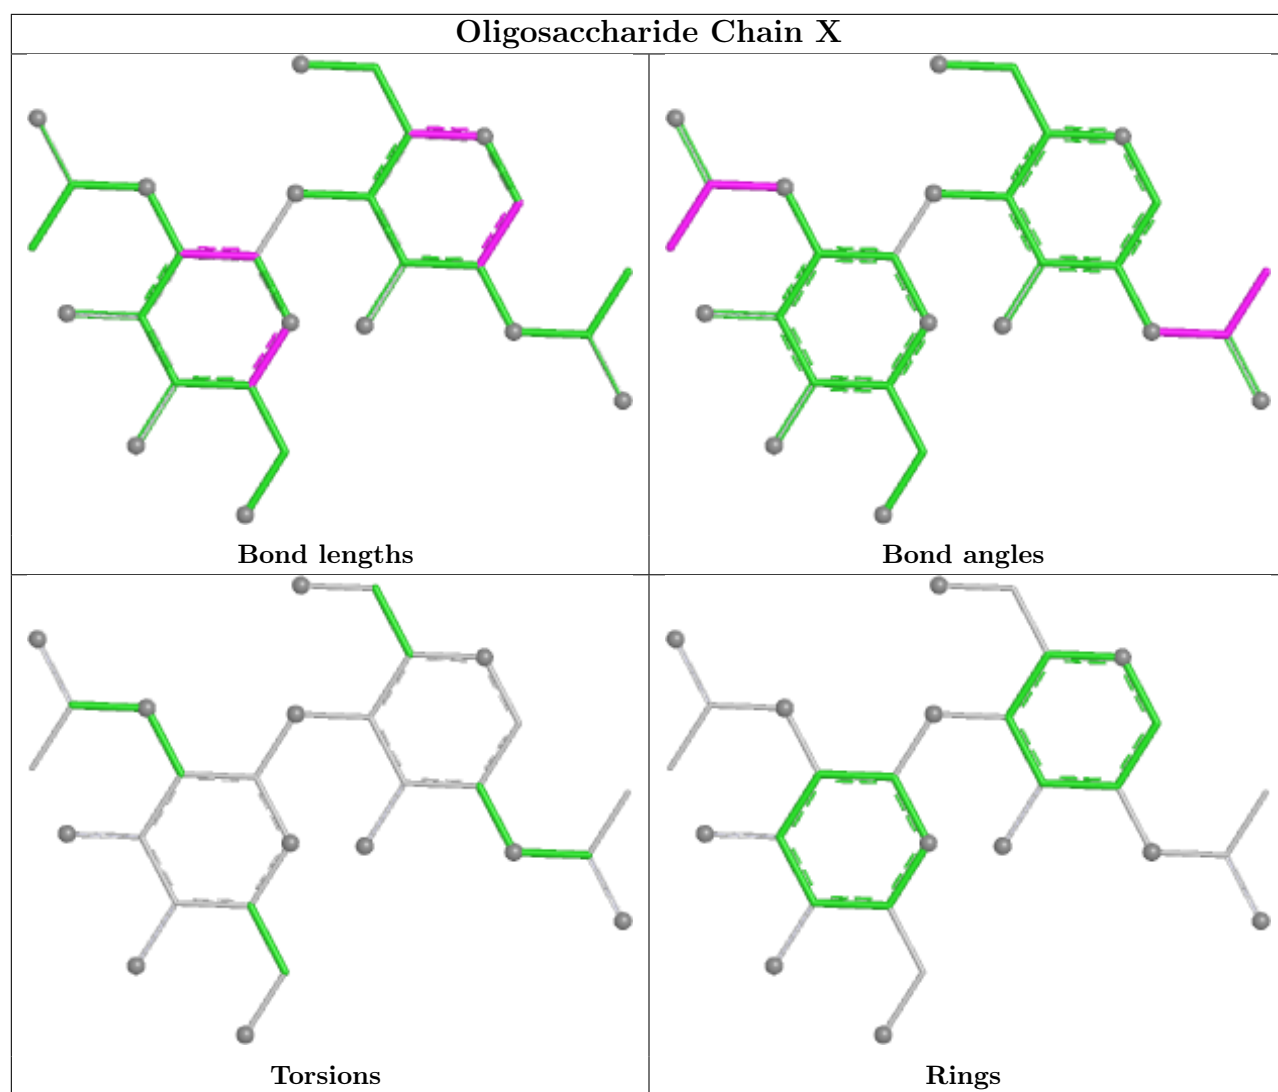 Oligosaccharide Chain X
Bond lengths
Bond angles
Torsions
Rings